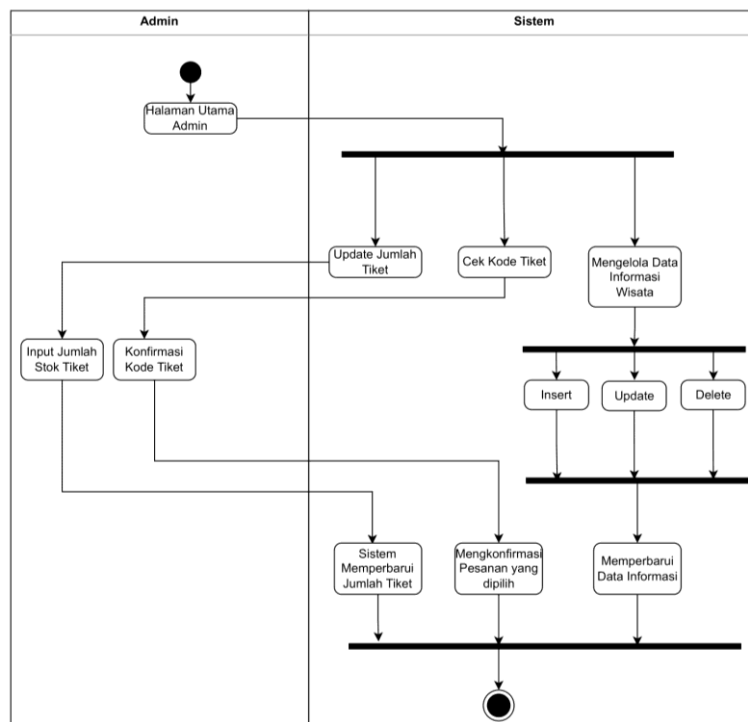 Admin
Sistem
Halaman Utama
Admin
Update Jumlah
Tiket
Cek Kode Tiket
Mengelola Data
Informasi
Wisata
Input Jumlah
Stok Tiket
Konfirmasi
Kode Tiket
Insert
Update
Delete
Sistem
Memperbarui
Jumlah Tiket
Mengkonfirmasi
Pesanan yang
dipilih
Memperbarui
Data Informasi